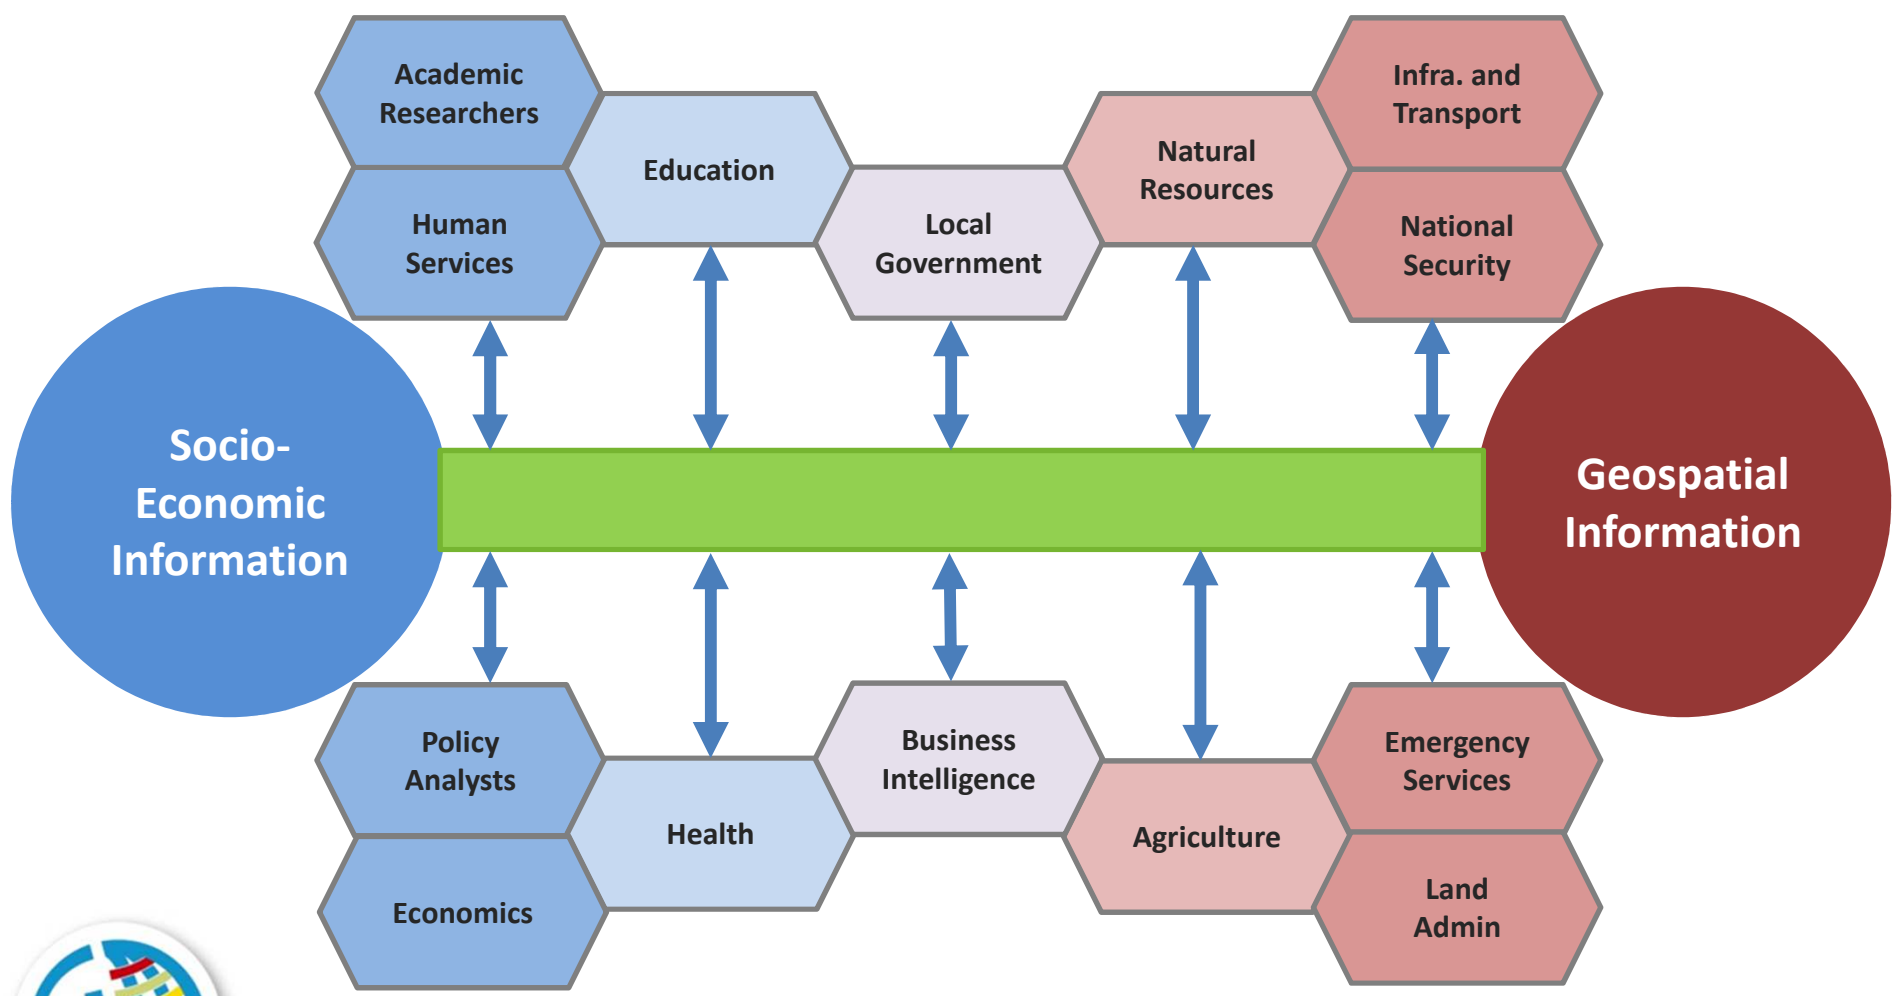 Academic
Researchers
Infra. and
Transport
Education
Natural
Resources
Human
Services
Local
Government
National
Security
Socio-
Economic
Information
Geospatial
Information
Policy
Analysts
Business
Intelligence
Emergency
Services
Health
Agriculture
Economics
Land
Admin